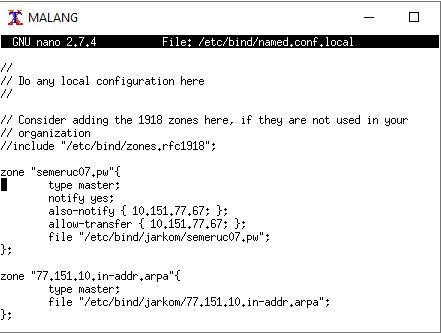 MALANG
GNU nano 2.7.4 File: /etc/bind/named.conf.local
//
// Do any local configuration here
//
// Consider adding the 1918 zones here, if they are not used in your
// organization
//include "/etc/bind/zones.rfc1918";
zone "semeruc07.pw"{
type master;
notify yes;
also-notify { 10.151.77.67; };
allow-transfer { 10.151.77.67; };
file "/etc/bind/jarkom/semeruc07.pw";
};
zone "77.151.10.in-addr.arpa"{
type master;
file "/etc/bind/jarkom/77.151.10.in-addr.arpa";
};